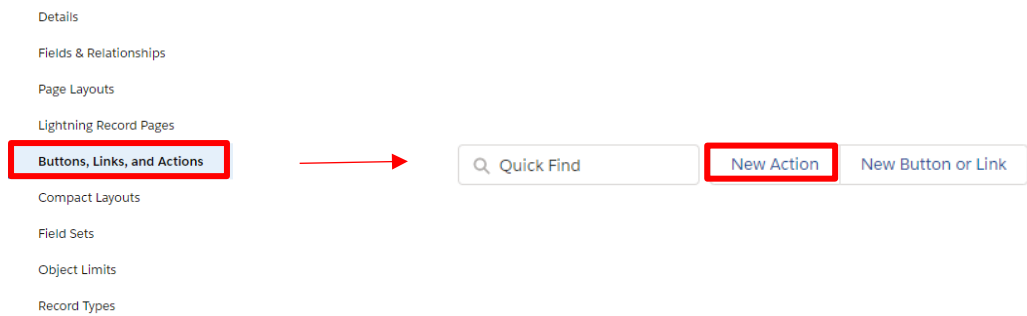 Details
Fields & Relationships
Page Layouts
Lightning Record Pages
Buttons, Links, and Actions
Compact Layouts
Field Sets
Object Limits
Record Types
Quick Find
New Action
New Button or Link